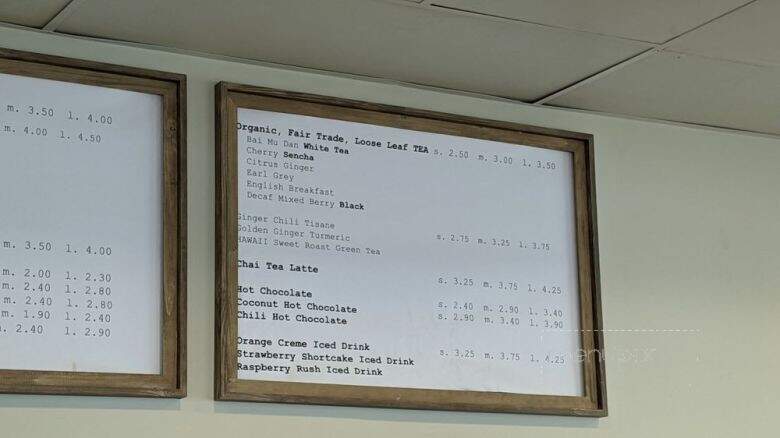 m. 3.50 l. 4.00
m. 4.00 l. 4.50
m. 3.50 l. 4.00
m. 2.00 l. 2.30
m. 2.40 l. 2.80
m. 2.40 l. 2.80
m. 1.90 l. 2.40
. 2.40 l. 2.90
Organic, Fair Trade, Loose Leaf TEA s. 2.50 m. 3.00 l. 3.50
Bai Mu Dan White Tea
Cherry Sencha
Citrus Ginger
Earl Grey
English Breakfast
Decaf Mixed Berry Black
Ginger Chili Tisane
Golden Ginger Turmeric s. 2.75 m. 3.25 l. 3.75
HAWAII Sweet Roast Green Tea
Chai Tea Latte s. 3.25 m. 3.75 l. 4.25
Hot Chocolate s. 2.40 m. 2.90 l. 3.40
Coconut Hot Chocolate s. 2.90 m. 3.40 l. 3.90
Chili Hot Chocolate
Orange Creme Iced Drink s. 3.25 m. 3.75 l. 4.25
Strawberry Shortcake Iced Drink
Raspberry Rush Iced Drink